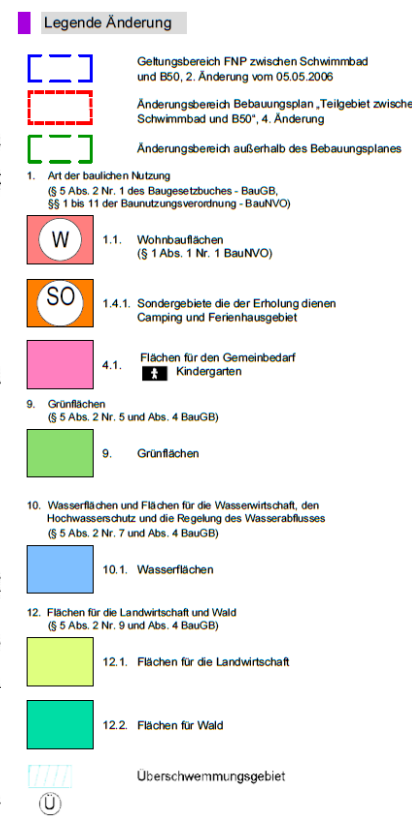 Legende Änderung
Geltungsbereich FNP zwischen Schwimmbad
und B50, 2. Änderung vom 05.05.2006
Änderungsbereich Bebauungsplan „Teilgebiet zwische
Schwimmbad und B50“, 4. Änderung
Änderungsbereich außerhalb des Bebauungsplanes
1. Art der baulichen Nutzung
(§ 5 Abs. 2 Nr. 1 des Baugesetzbuches - BauGB,
§§ 1 bis 11 der Baunutzungsverordnung - BauNVO)
W 1.1. Wohnbauflächen
(§ 1 Abs. 1 Nr. 1 BauNVO)
SO 1.4.1. Sondergebiete die der Erholung dienen
Camping und Ferienhausgebiet
4.1. Flächen für den Gemeinbedarf
Kindergarten
9. Grünflächen
(§ 5 Abs. 2 Nr. 5 und Abs. 4 BauGB)
9. Grünflächen
10. Wasserflächen und Flächen für die Wasserwirtschaft, den
Hochwasserschutz und die Regelung des Wasserabflusses
(§ 5 Abs. 2 Nr. 7 und Abs. 4 BauGB)
10.1. Wasserflächen
12. Flächen für die Landwirtschaft und Wald
(§ 5 Abs. 2 Nr. 9 und Abs. 4 BauGB)
12.1. Flächen für die Landwirtschaft
12.2. Flächen für Wald
Überschwemmungsgebiet
Ü